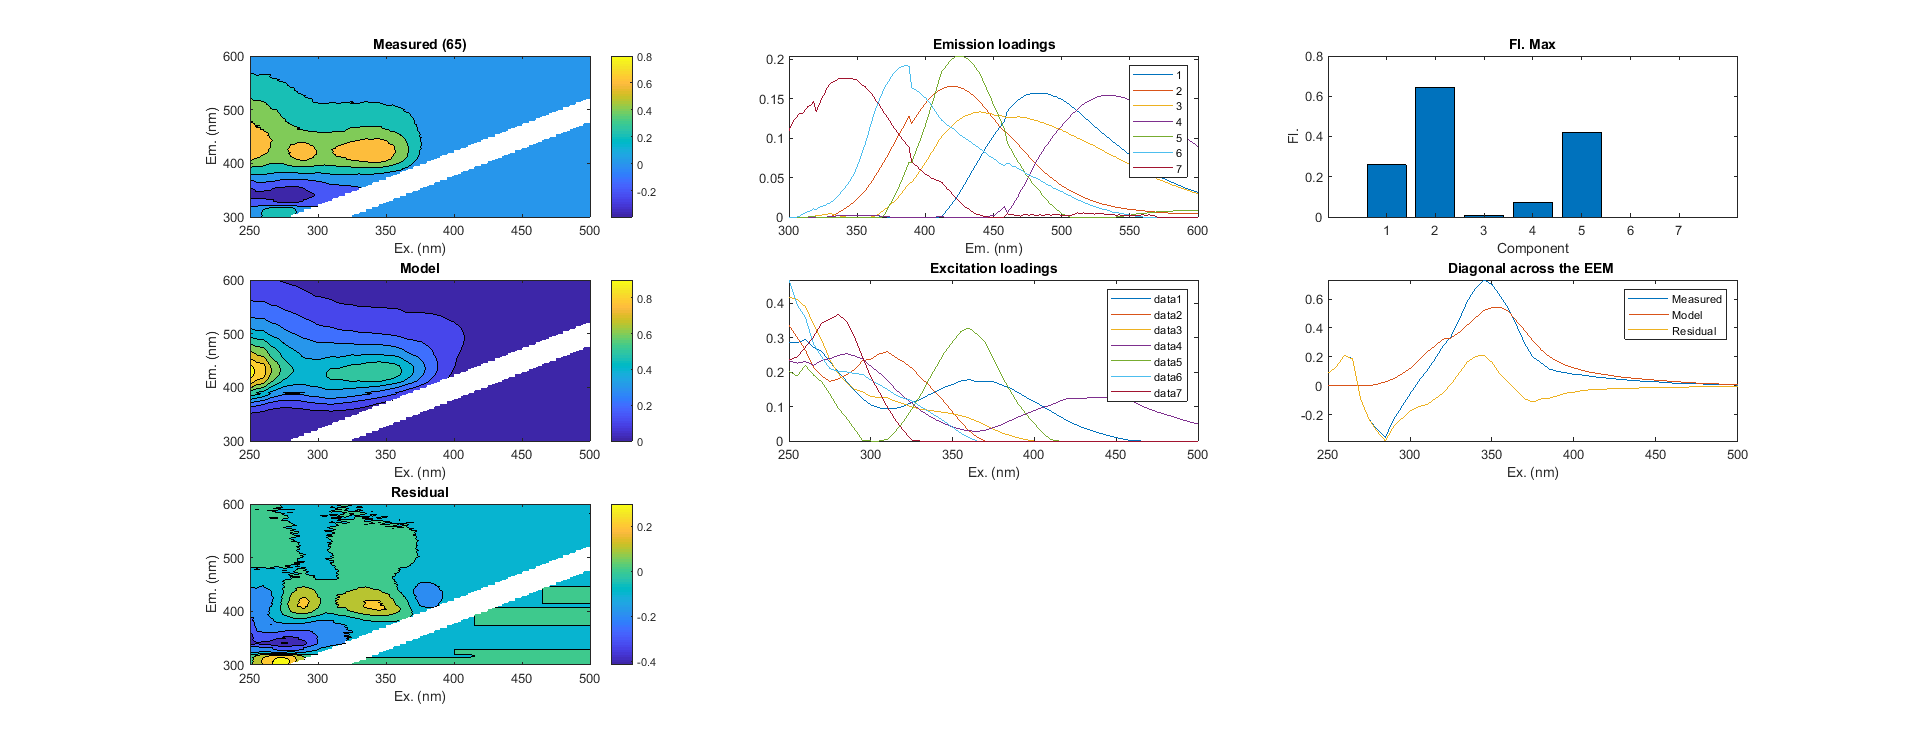 Measured (65)
600
500
400
300
Em. (nm)
250 300 350 400 450 500
Ex. (nm)
0.8
0.6
0.4
0.2
0
-0.2
Emission loadings
0.2
0.15
0.1
0.05
0
300 350 400 450 500 550 600
Em. (nm)
1
2
3
4
5
6
7
Fl. Max
0.8
0.6
0.4
0.2
0
Fl.
1 2 3 4 5 6 7
Component
Model
600
500
400
300
Em. (nm)
250 300 350 400 450 500
Ex. (nm)
0.8
0.6
0.4
0.2
0
Excitation loadings
0.4
0.3
0.2
0.1
0
250 300 350 400 450 500
Ex. (nm)
data1
data2
data3
data4
data5
data6
data7
Diagonal across the EEM
0.6
0.4
0.2
0
-0.2
250 300 350 400 450 500
Ex. (nm)
Measured
Model
Residual
Residual
600
500
400
300
Em. (nm)
250 300 350 400 450 500
Ex. (nm)
0.2
0
-0.2
-0.4